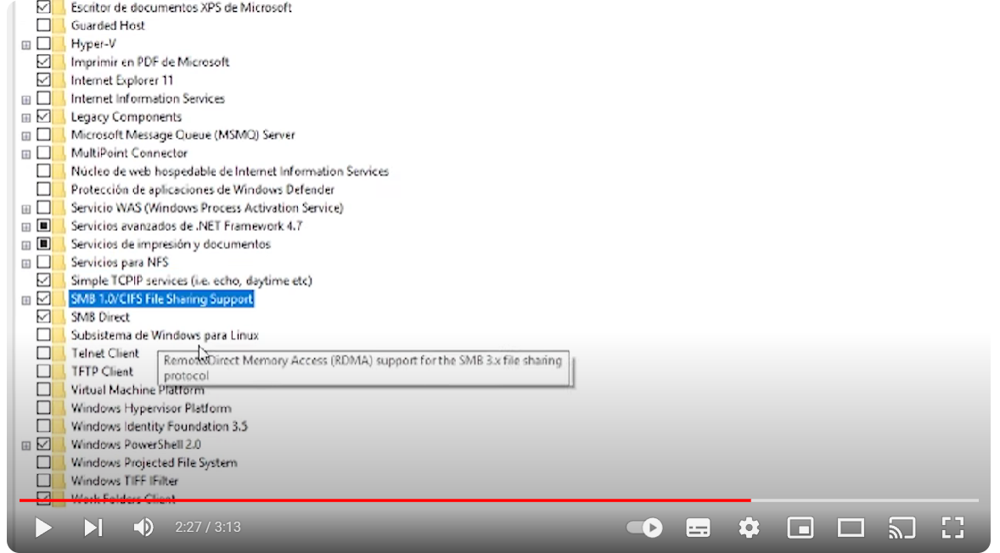 Escritor de documentos XPS de Microsoft
Guarded Host
Hyper-V
Imprimir en PDF de Microsoft
Internet Explorer 11
Internet Information Services
Legacy Components
Microsoft Message Queue (MSMQ) Server
MultiPoint Connector
Núcleo de web hospedable de Internet Information Services
Protección de aplicaciones de Windows Defender
Servicio WAS (Windows Process Activation Service)
Servicios avanzados de .NET Framework 4.7
Servicios de impresión y documentos
Servicios para NFS
Simple TCPIP services (i.e. echo, daytime etc)
SMB 1.0/CIFS File Sharing Support
SMB Direct
Subsistema de Windows para Linux
Telnet Client
Remote Direct Memory Access (RDMA) support for the SMB 3.x file sharing
protocol
TFTP Client
Virtual Machine Platform
Windows Hypervisor Platform
Windows Identity Foundation 3.5
Windows PowerShell 2.0
Windows Projected File System
Windows TIFF IFilter
Work Folders Client
2:27 / 3:13